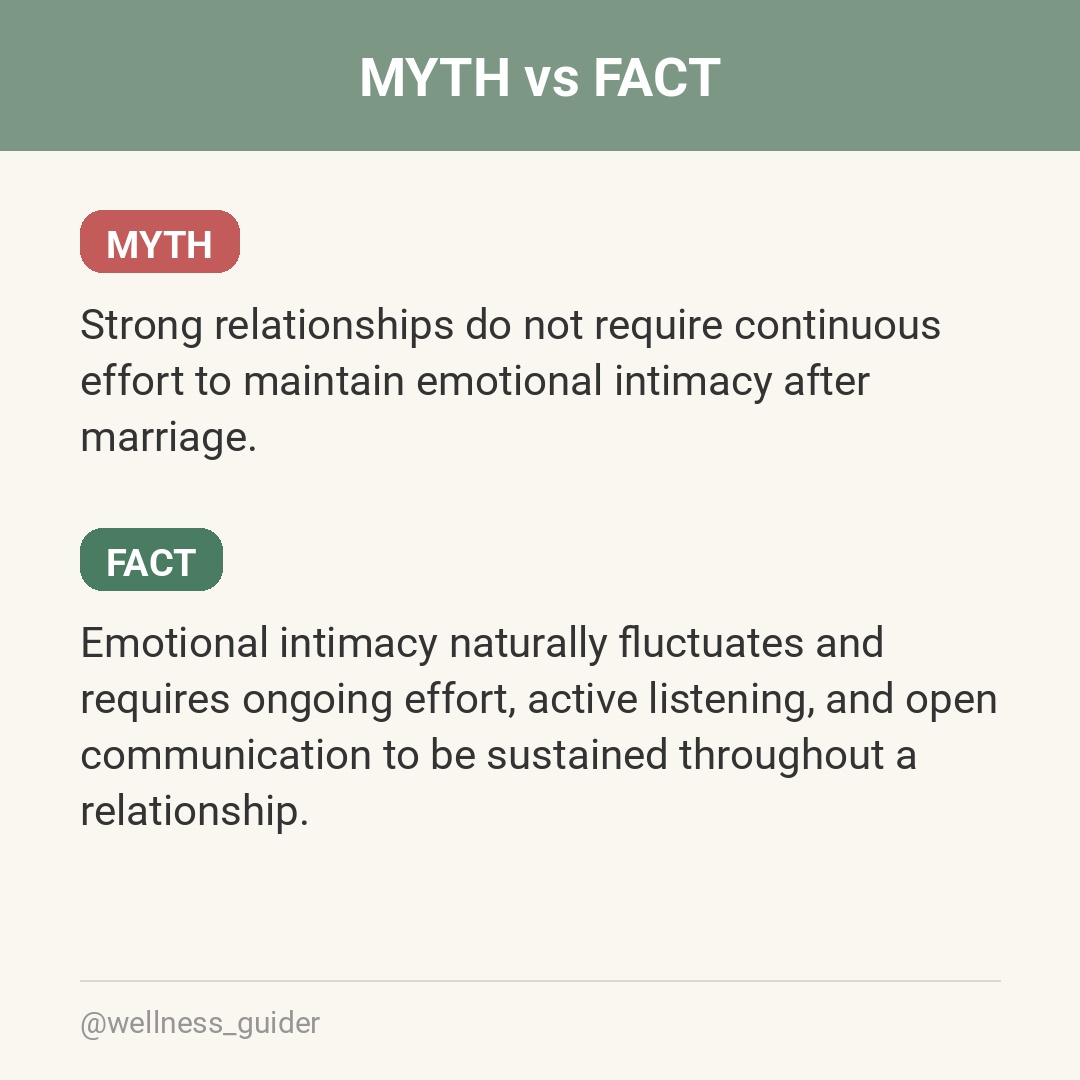 MYTH vs FACT
MYTH
Strong relationships do not require continuous
effort to maintain emotional intimacy after
marriage.
FACT
Emotional intimacy naturally fluctuates and
requires ongoing effort, active listening, and open
communication to be sustained throughout a
relationship.
@wellness_guider